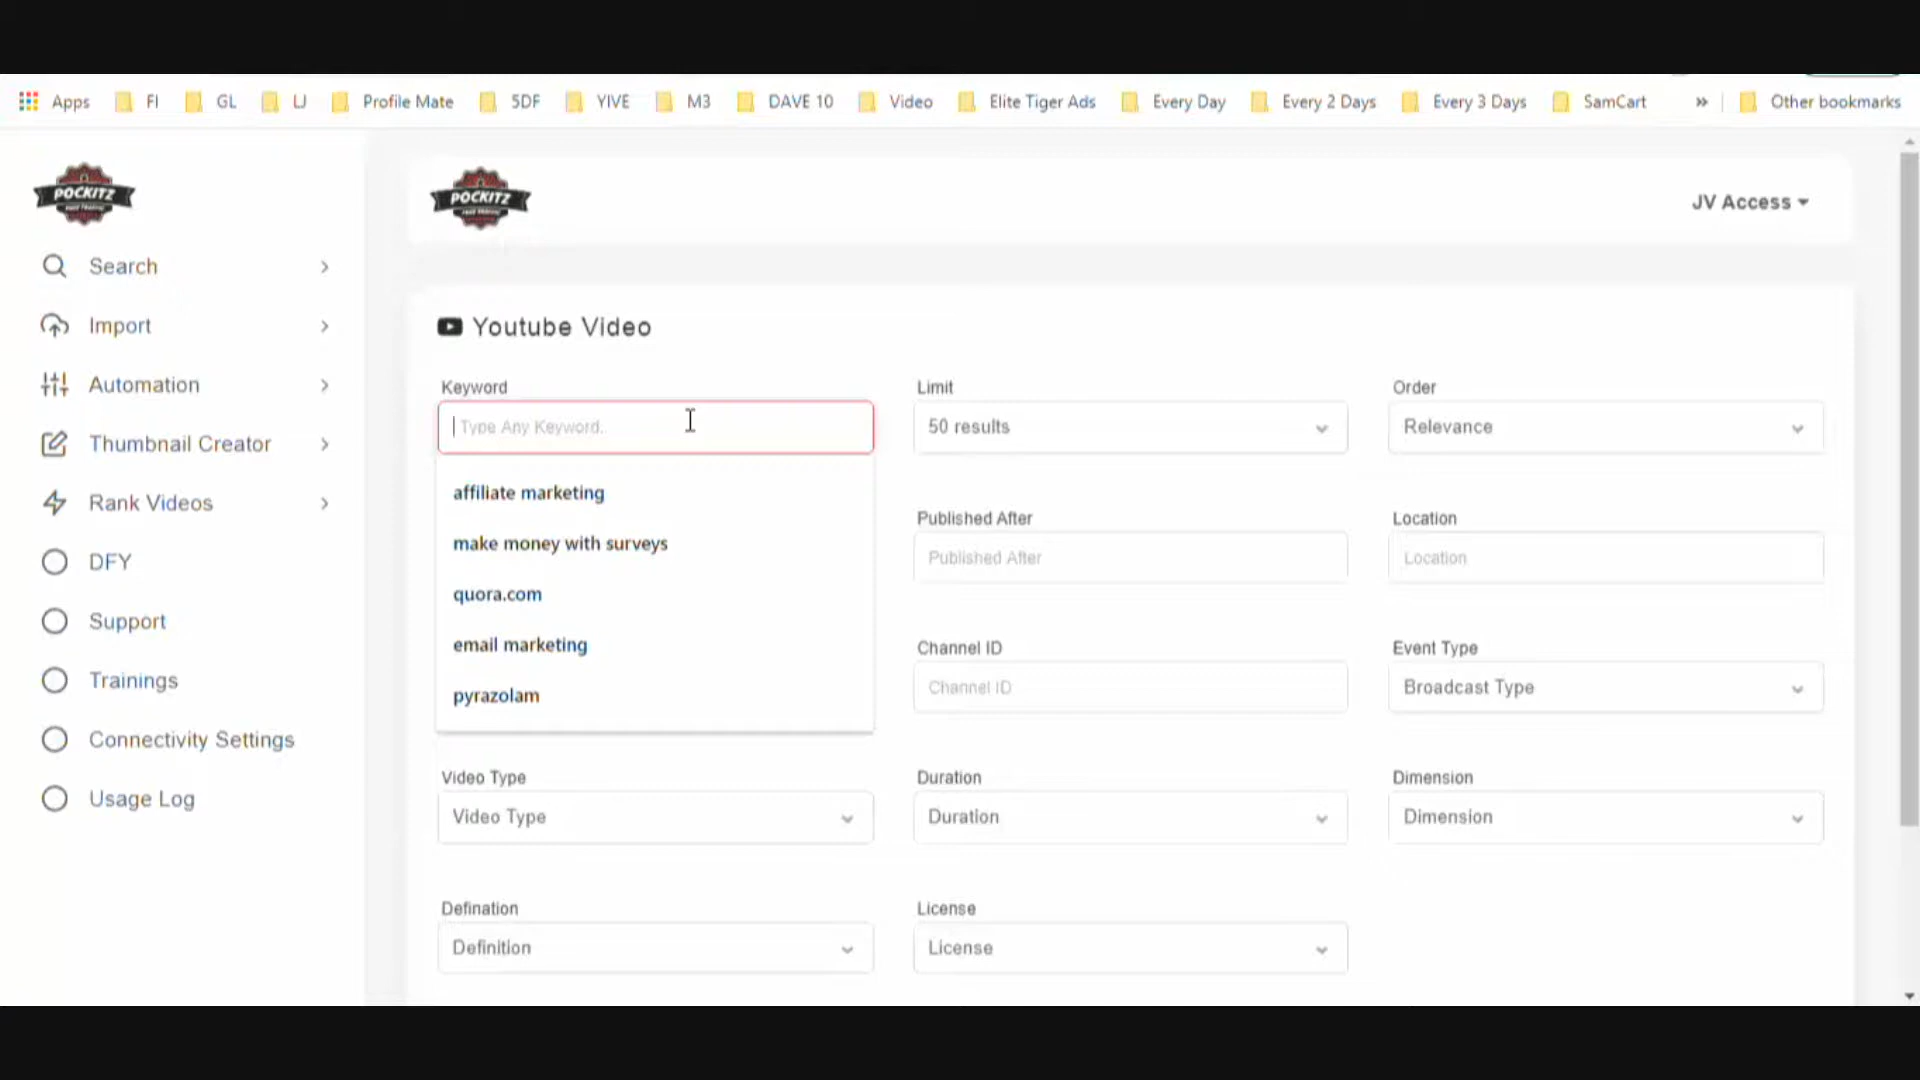 Apps FI GL IJ Profile Mate 5DF YIVE M3 DAVE 10 Video Elite Tiger Ads Every Day Every 2 Days Every 3 Days SamCart » Other bookmarks
POCKITZ
POCKITZ
JV Access
Search
Import
Automation
Thumbnail Creator
Rank Videos
DFY
Support
Trainings
Connectivity Settings
Usage Log
Youtube Video
Keyword
Type Any Keyword..
affiliate marketing
make money with surveys
quora.com
email marketing
pyrazolam
Limit
50 results
Order
Relevance
Published After
Published After
Location
Location
Channel ID
Channel ID
Event Type
Broadcast Type
Video Type
Video Type
Duration
Duration
Dimension
Dimension
Defination
Definition
License
License